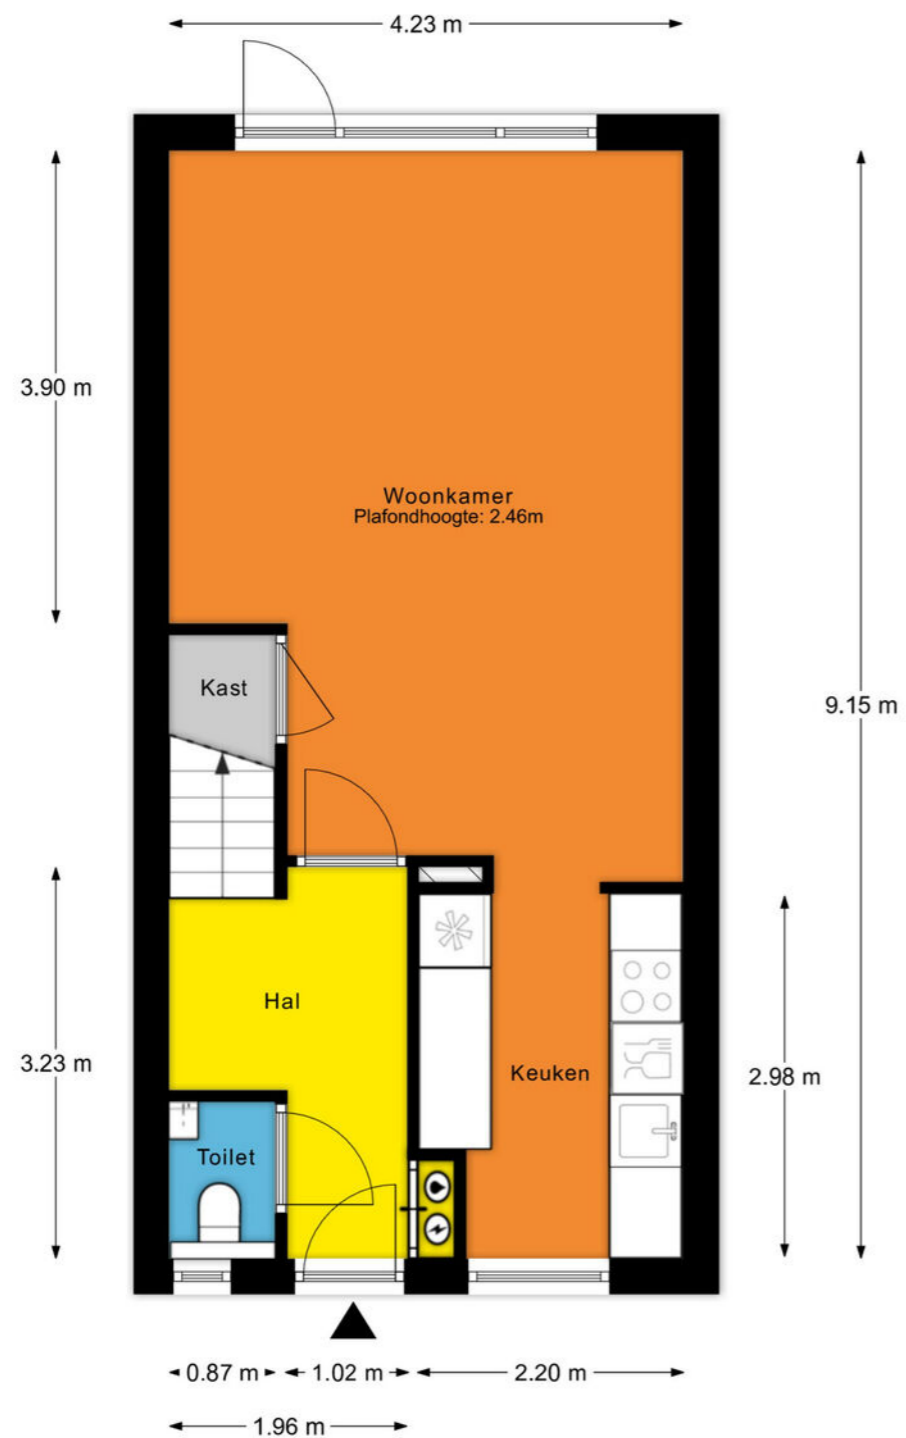 4.23 m
3.90 m
Woonkamer
Plafondhoogte: 2.46m
Kast
9.15 m
Hal
3.23 m
Keuken
2.98 m
Toilet
0.87 m
1.02 m
2.20 m
1.96 m